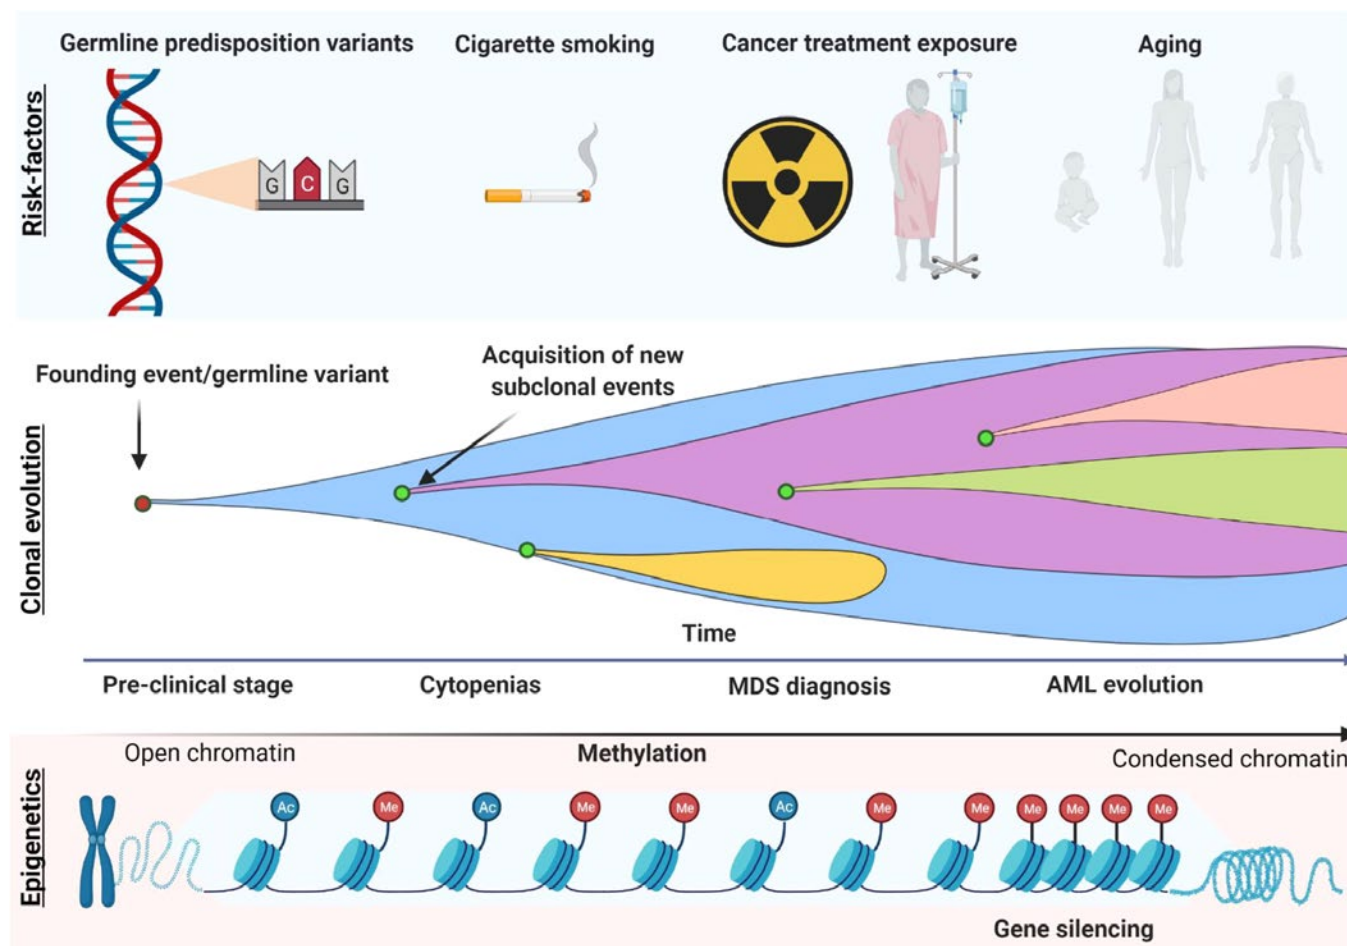 Germline predisposition variants
Cigarette smoking
Cancer treatment exposure
Aging
Risk-factors
G C G
Founding event/germline variant
Acquisition of new
subclonal events
Clonal evolution
Time
Pre-clinical stage
Cytopenias
MDS diagnosis
AML evolution
Open chromatin
Methylation
Condensed chromatin
Epigenetics
Ac Me Ac Me Me Ac Me Me Me Me Me Me
Gene silencing